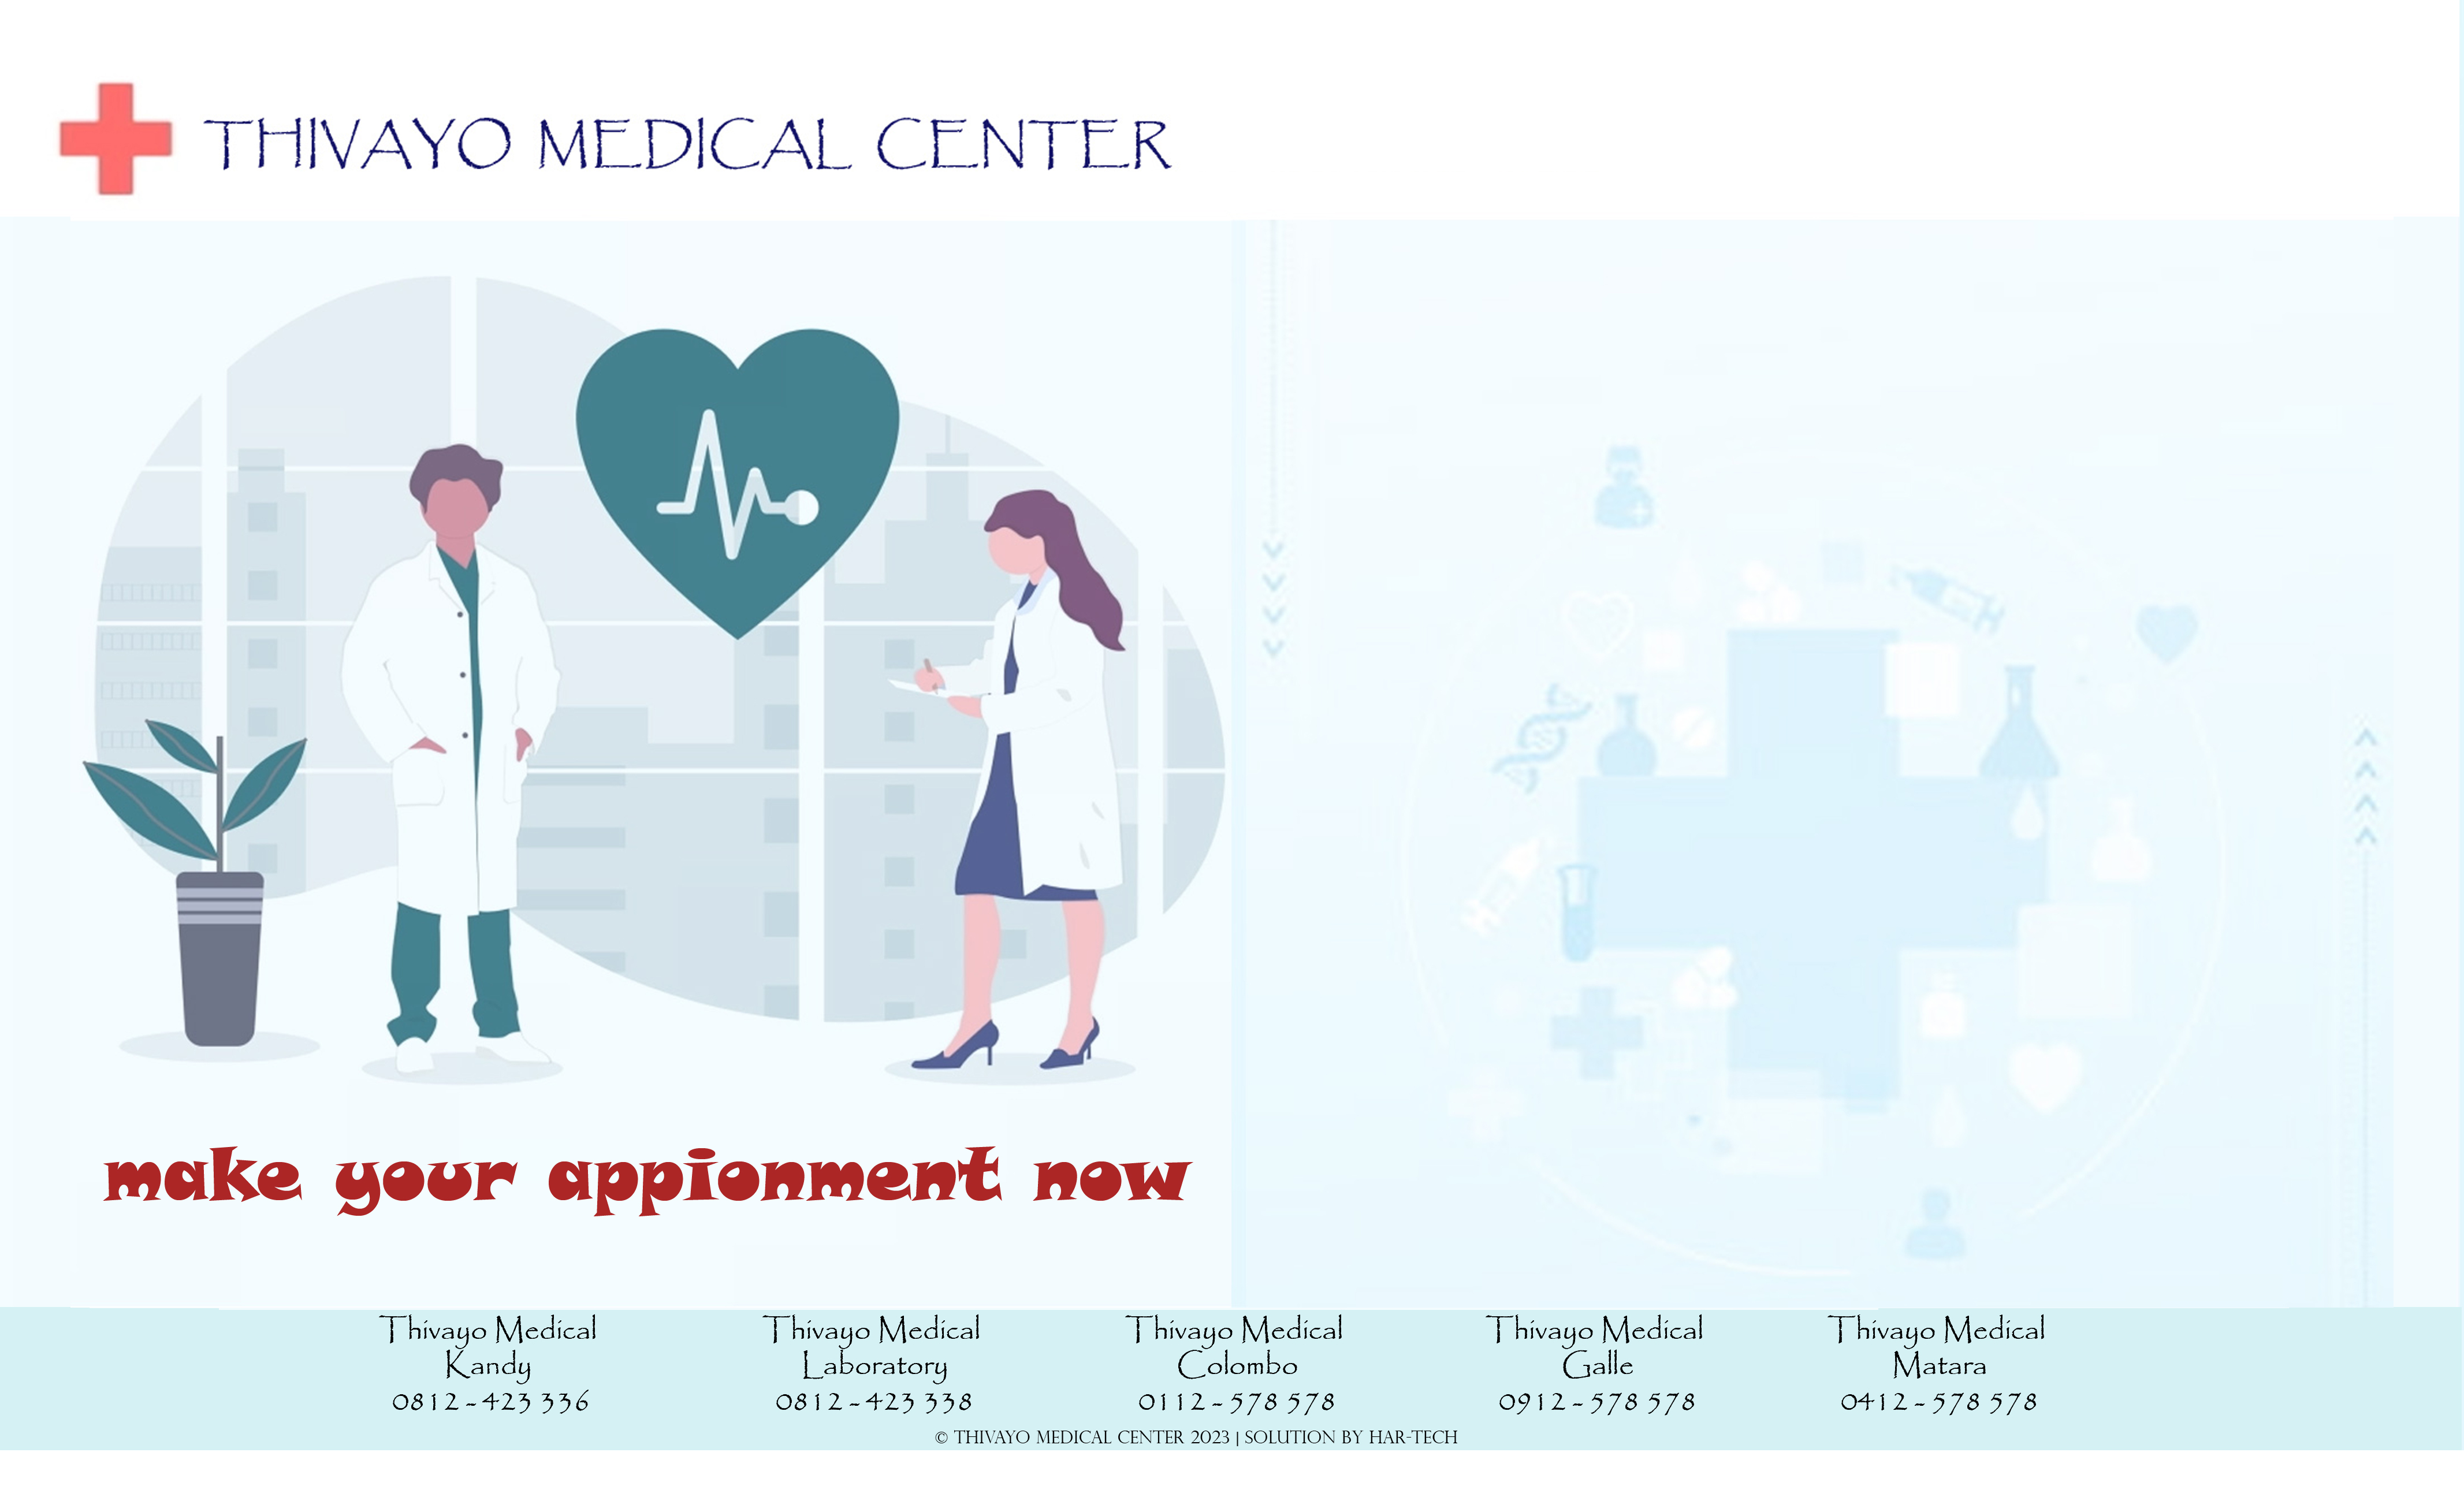 THIVAYO MEDICAL CENTER
make your appionment now
Thivayo Medical
Kandy
0812-423 336
Thivayo Medical
Laboratory
0812-423 338
Thivayo Medical
Colombo
0112-578 578
Thivayo Medical
Galle
0912-578 578
Thivayo Medical
Matara
0412-578 578
© THIVAYO MEDICAL CENTER 2023 | SOLUTION BY HAR-TECH